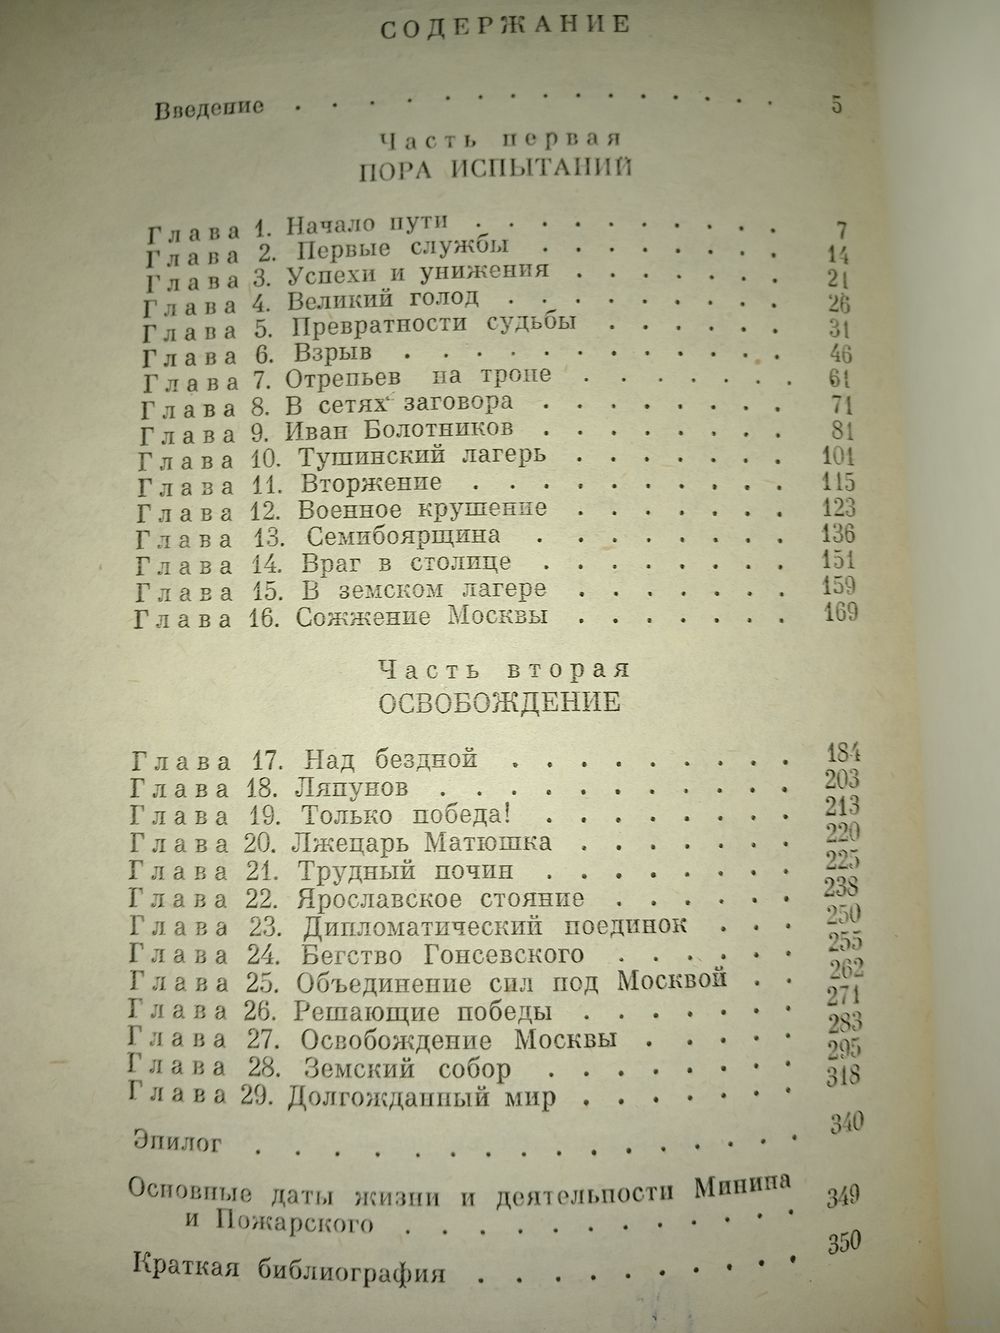 СОДЕРЖАНИЕ
Введение . . . . . . . . . . . . . . 5
Часть первая
ПОРА ИСПЫТАНИЙ
Глава 1. Начало пути . . . . . . . . . 7
Глава 2. Первые службы . . . . . . . 14
Глава 3. Успехи и унижения . . . . . . 21
Глава 4. Великий голод . . . . . . . . 26
Глава 5. Превратности судьбы . . . . . . 31
Глава 6. Взрыв . . . . . . . . . . . 46
Глава 7. Отрепьев на троне . . . . . . . 61
Глава 8. В сетях заговора . . . . . . . 71
Глава 9. Иван Болотников . . . . . . . 81
Глава 10. Тушинский лагерь . . . . . . . 101
Глава 11. Вторжение . . . . . . . . . . 115
Глава 12. Военное крушение . . . . . . . 123
Глава 13. Семибоярщина . . . . . . . . 136
Глава 14. Враг в столице . . . . . . . . 151
Глава 15. В земском лагере . . . . . . . 159
Глава 16. Сожжение Москвы . . . . . . . 169
Часть вторая
ОСВОБОЖДЕНИЕ
Глава 17. Над бездной . . . . . . . . . 184
Глава 18. Ляпунов . . . . . . . . . . . 203
Глава 19. Только победа! . . . . . . . . 213
Глава 20. Лжецарь Матюшка . . . . . . . 220
Глава 21. Трудный почин . . . . . . . . 225
Глава 22. Ярославское стояние . . . . . . 238
Глава 23. Дипломатический поединок . . . 250
Глава 24. Бегство Гонсевского . . . . . . 255
Глава 25. Объединение сил под Москвой . . 262
Глава 26. Решающие победы . . . . . . . 271
Глава 27. Освобождение Москвы . . . . . 283
Глава 28. Земский собор . . . . . . . . 295
Глава 29. Долгожданный мир . . . . . . . 318
Эпилог . . . . . . . . . . . . . . . . . 340
Основные даты жизни и деятельности Минина
и Пожарского . . . . . . . . . . . . 349
Краткая библиография . . . . . . . . . . 350